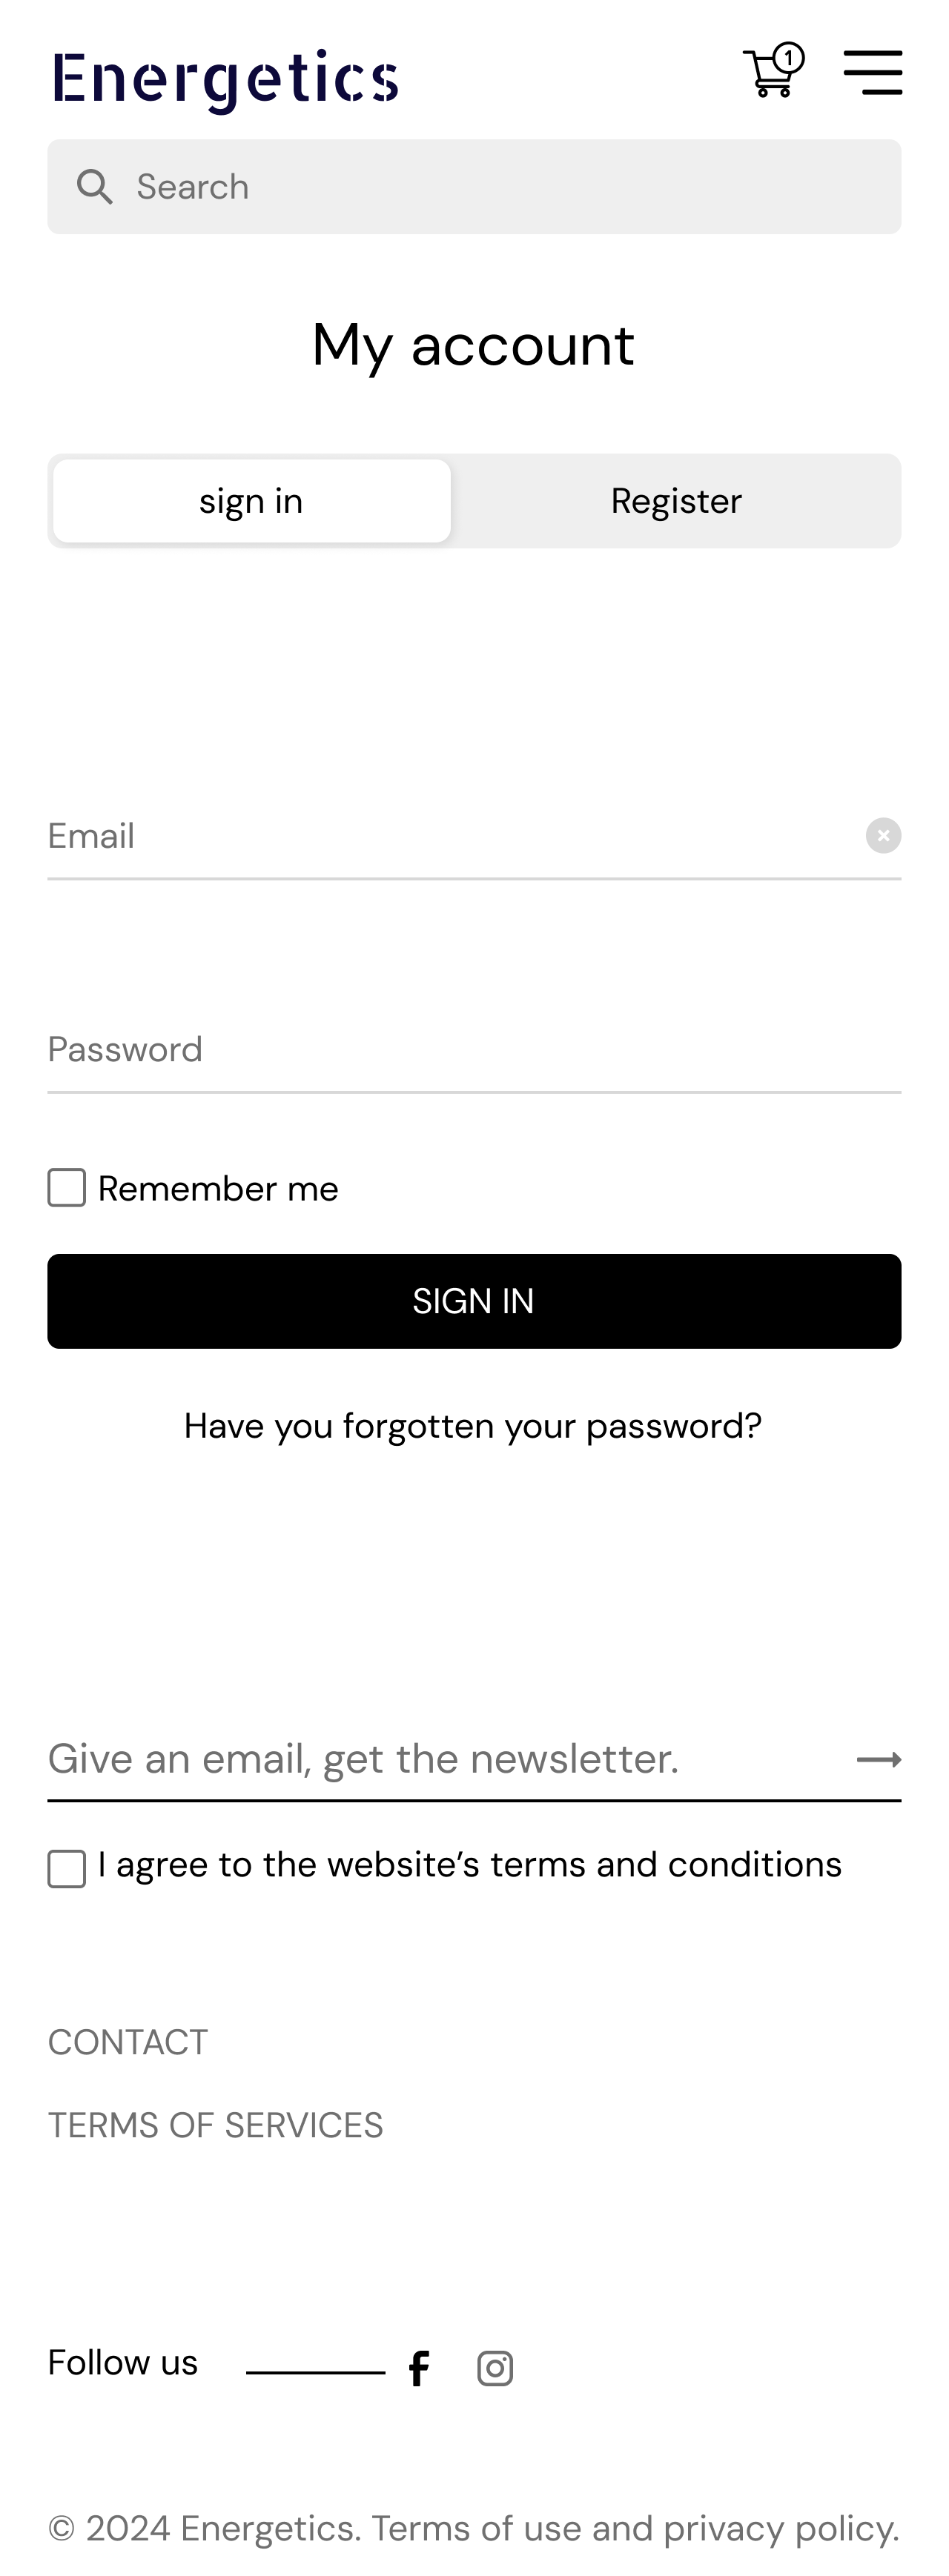 Energetics
1
Search
My account
sign in
Register
Email
Password
Remember me
SIGN IN
Have you forgotten your password?
Give an email, get the newsletter.
I agree to the website’s terms and conditions
CONTACT
TERMS OF SERVICES
Follow us
© 2024 Energetics. Terms of use and privacy policy.